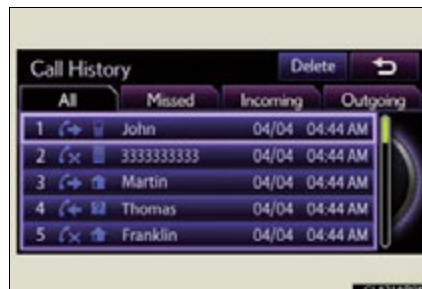 Call History Delete
All Missed Incoming Outgoing
1 John 04/04 04:44 AM
2 3333333333 04/04 04:44 AM
3 Martin 04/04 04:44 AM
4 Thomas 04/04 04:44 AM
5 Franklin 04/04 04:44 AM